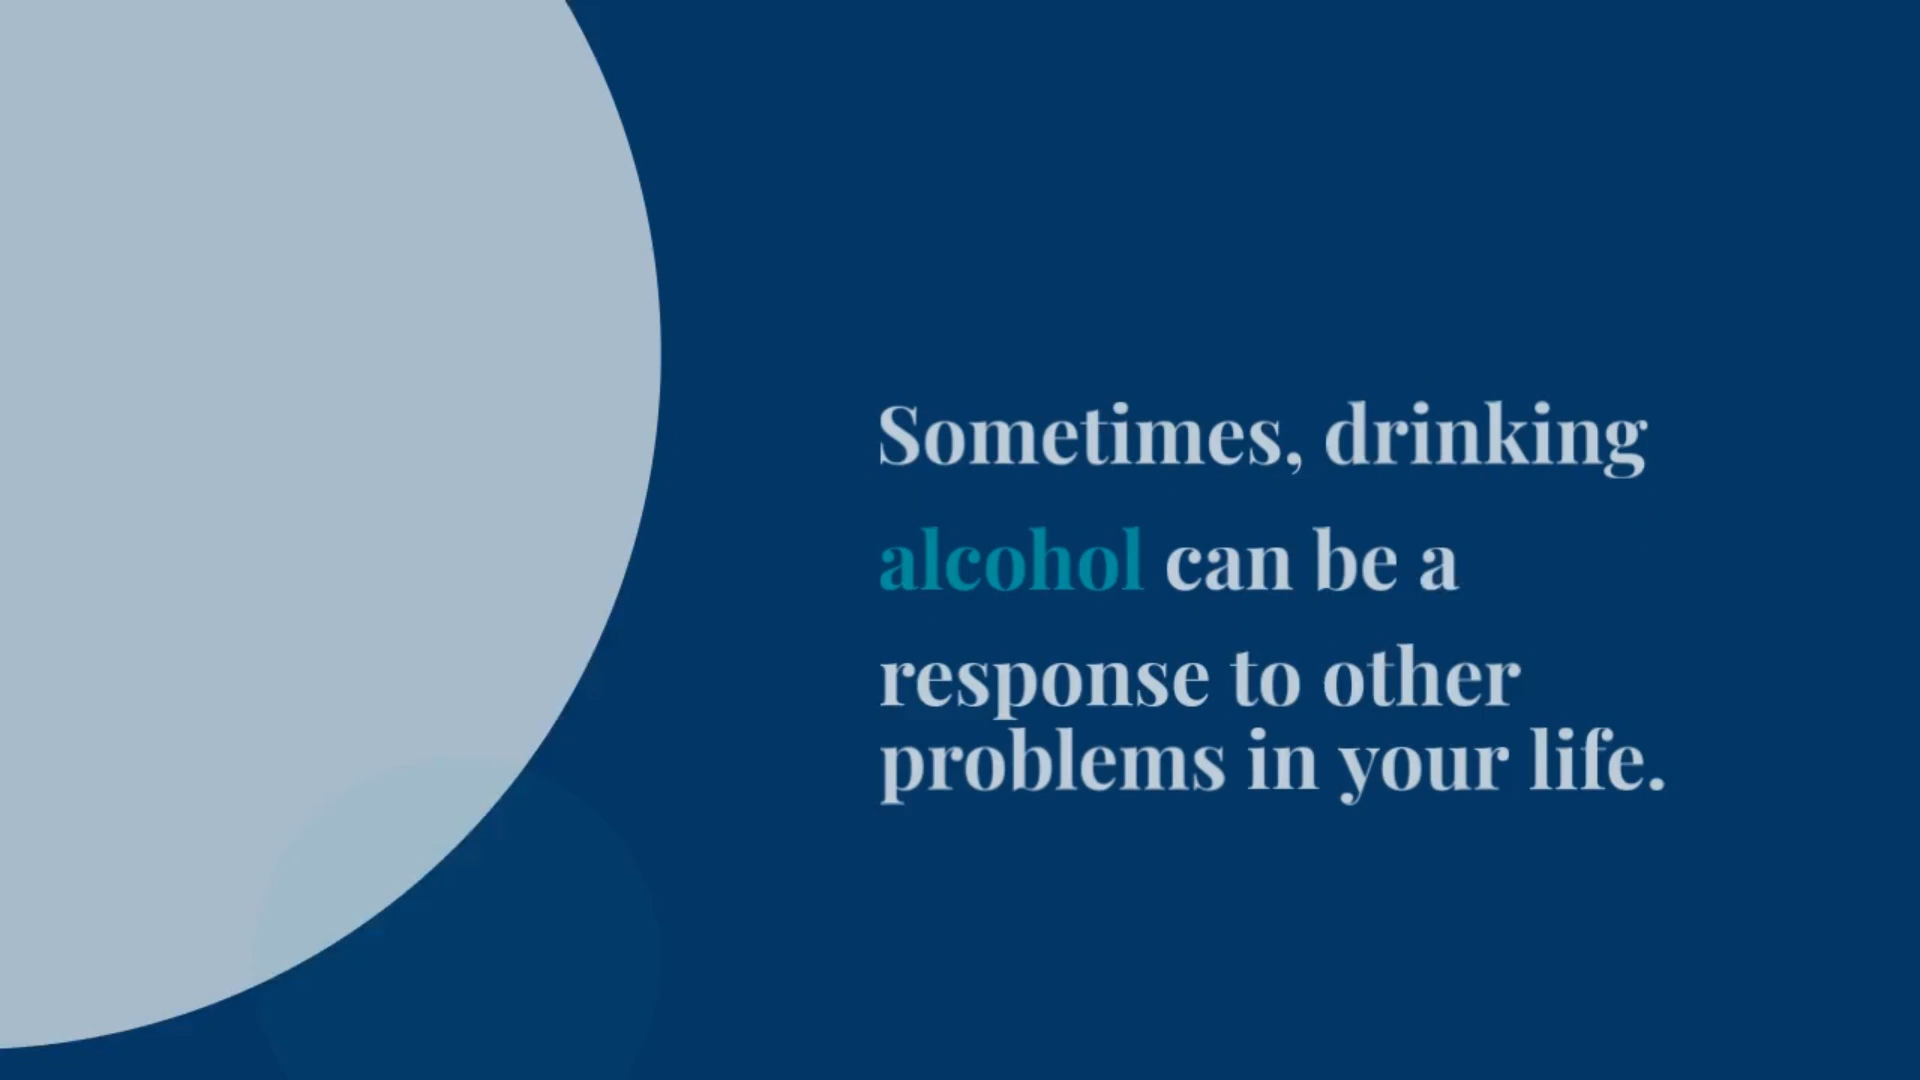 Sometimes, drinking
alcohol can be a
response to other
problems in your life.